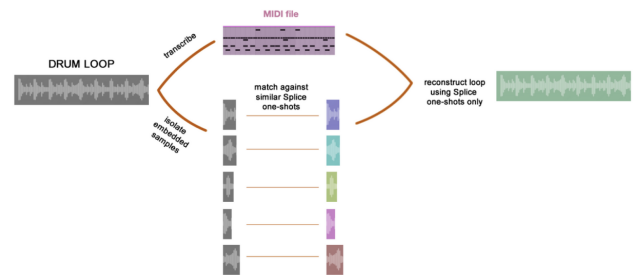 MIDI file
transcribe
DRUM LOOP
match against
similar Splice
one-shots
reconstruct loop
using Splice
one-shots only
isolate
embedded
samples